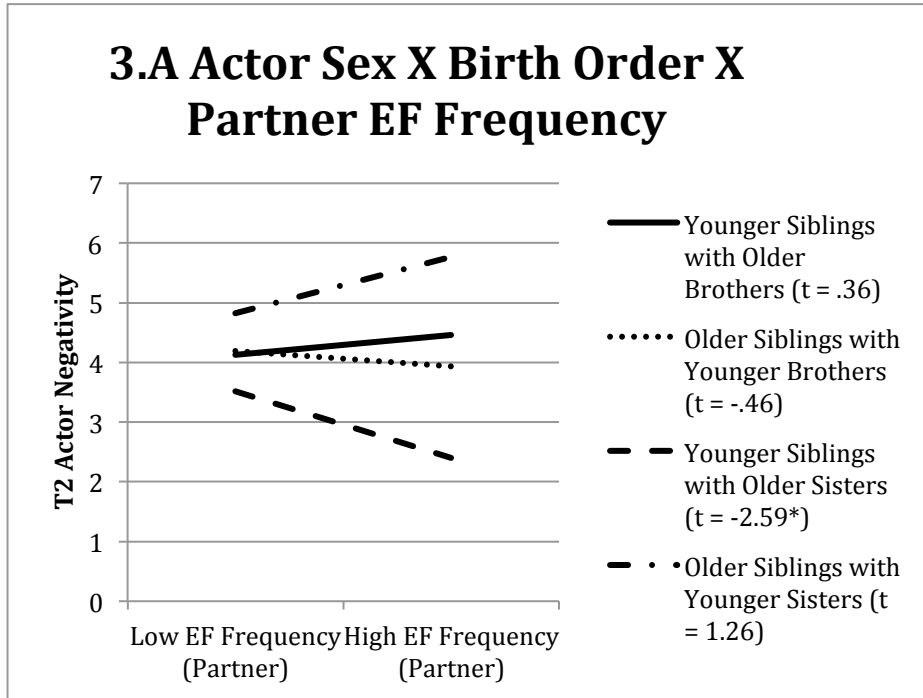 3.A Actor Sex X Birth Order X
Partner EF Frequency
7
6
5
4
3
2
1
0
T2 Actor Negativity
Low EF Frequency
(Partner)
High EF Frequency
(Partner)
Younger Siblings
with Older
Brothers (t = .36)
Older Siblings with
Younger Brothers
(t = -.46)
Younger Siblings
with Older Sisters
(t = -2.59*)
Older Siblings with
Younger Sisters (t
= 1.26)